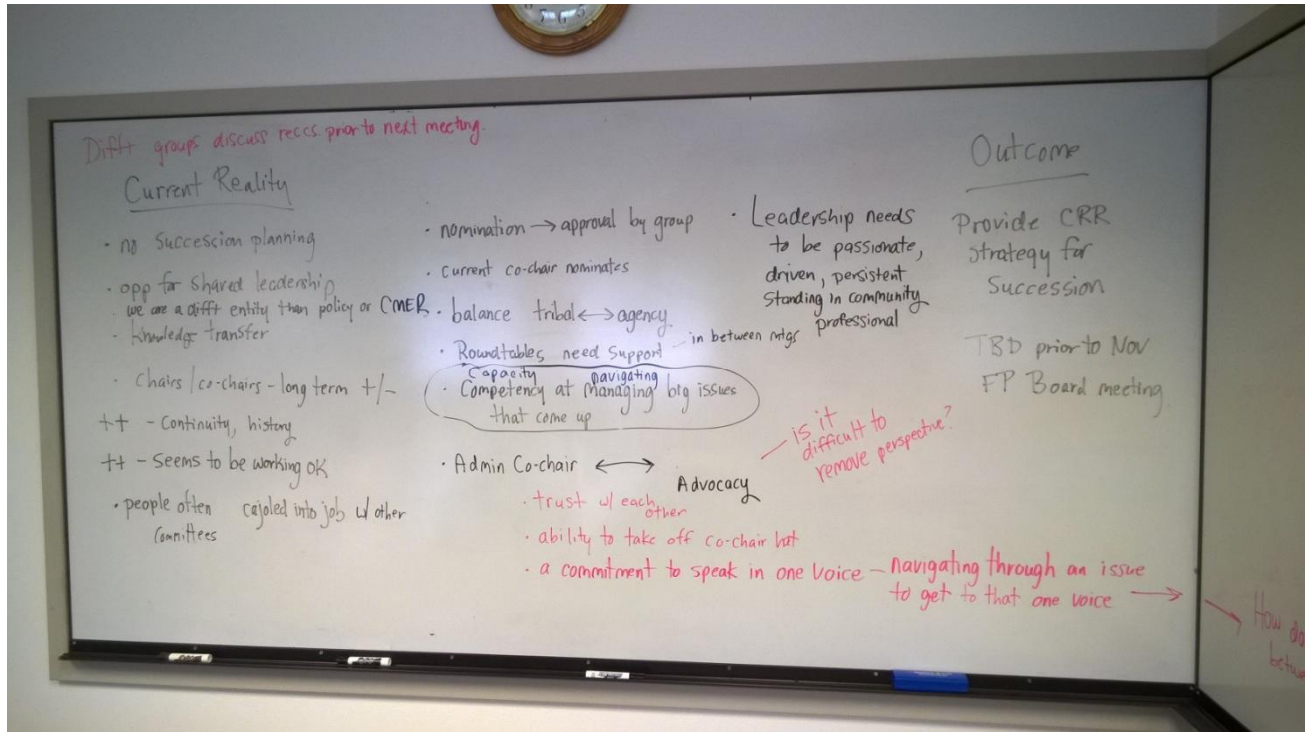 Difft groups discuss reccs prior to next meeting.
Current Reality
· no Succescion planning
· opp for Shared leadership,
we are a difft entity than policy or CMER
· Knowledge transfer
· Chairs / co-chairs - long term +/-
++ - Continuity, history
++ - Seems to be working OK
· people often cajoled into job w/ other
Committees
· nomination → approval by group
· current co-chair nominates
· balance tribal ↔ agency
· Roundtables need Support - in between mtgs
Capacity navigating
· Competency at managing big issues
that come up
· Admin Co-chair ↔ Advocacy
- is it
difficult to
remove perspective?
· trust w/ each other
· ability to take off co-chair hat
· a commitment to speak in one voice - navigating through an issue
to get to that one voice →
→ How
· Leadership needs
to be passionate,
driven, persistent
Standing in community
professional
Outcome
Provide CRR
Strategy for
Succession
TBD prior to Nov
FP Board meeting